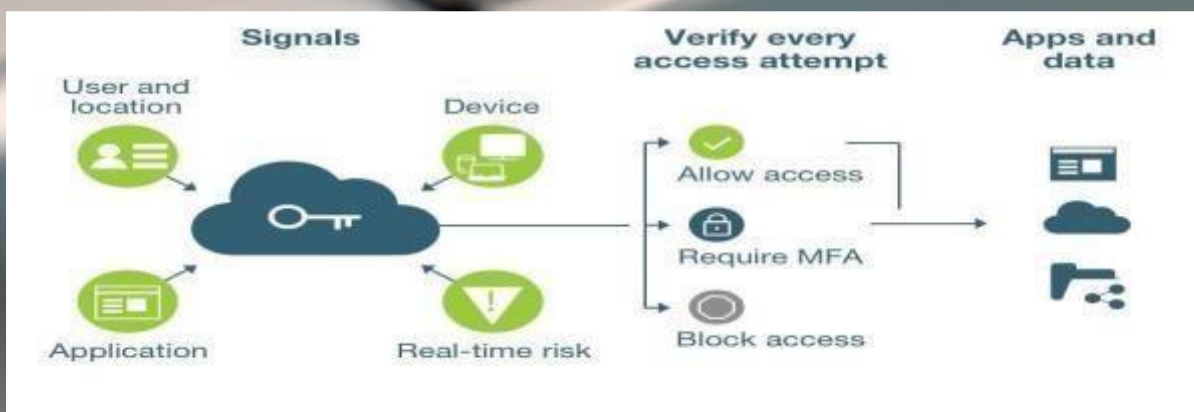 Signals
User and
location
Device
Application
Real-time risk
Verify every
access attempt
Allow access
Require MFA
Block access
Apps and
data